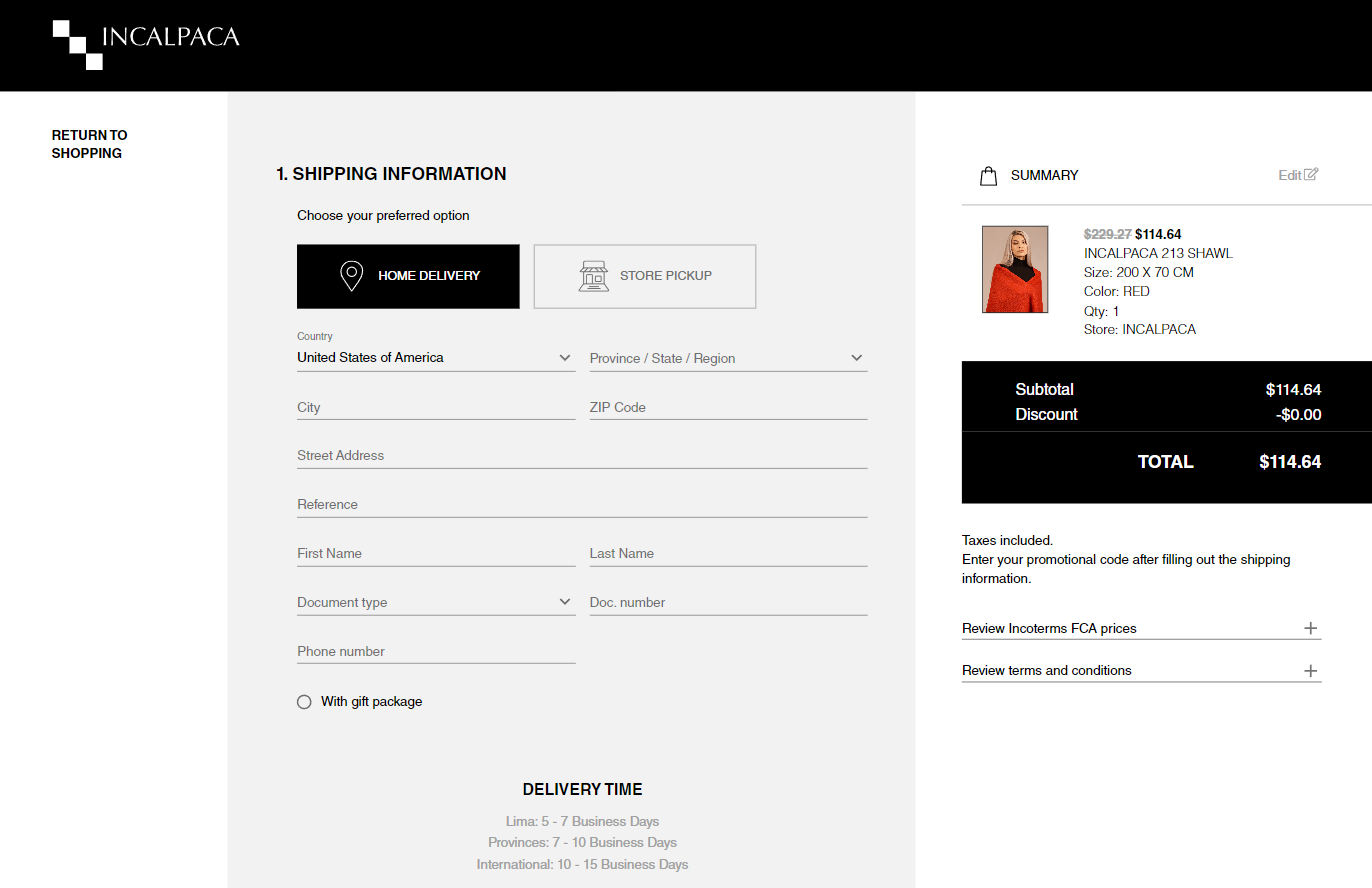 INCALPACA
RETURN TO
SHOPPING
1. SHIPPING INFORMATION
Choose your preferred option
HOME DELIVERY
STORE PICKUP
Country
United States of America
Province / State / Region
City
ZIP Code
Street Address
Reference
First Name
Last Name
Document type
Doc. number
Phone number
With gift package
DELIVERY TIME
Lima: 5 - 7 Business Days
Provinces: 7 - 10 Business Days
International: 10 - 15 Business Days
SUMMARY
Edit
$229.27 $114.64
INCALPACA 213 SHAWL
Size: 200 X 70 CM
Color: RED
Qty: 1
Store: INCALPACA
Subtotal $114.64
Discount -$0.00
TOTAL $114.64
Taxes included.
Enter your promotional code after filling out the shipping
information.
Review Incoterms FCA prices
Review terms and conditions